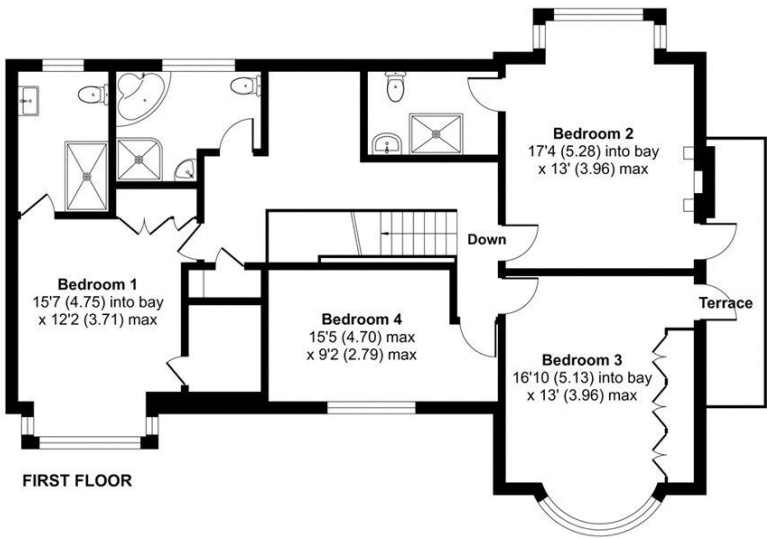 Bedroom 2
17'4 (5.28) into bay
x 13' (3.96) max
Down
Bedroom 1
15'7 (4.75) into bay
x 12'2 (3.71) max
Terrace
Bedroom 4
15'5 (4.70) max
x 9'2 (2.79) max
Bedroom 3
16'10 (5.13) into bay
x 13' (3.96) max
FIRST FLOOR